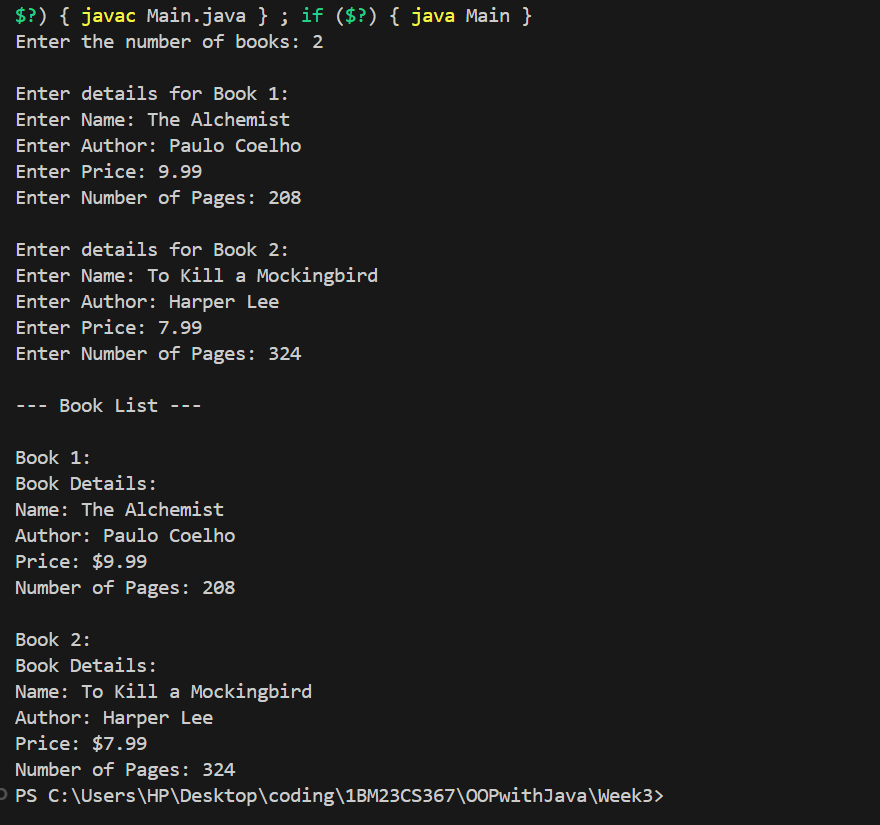 $?) { javac Main.java } ; if ($?) { java Main }
Enter the number of books: 2
Enter details for Book 1:
Enter Name: The Alchemist
Enter Author: Paulo Coelho
Enter Price: 9.99
Enter Number of Pages: 208
Enter details for Book 2:
Enter Name: To Kill a Mockingbird
Enter Author: Harper Lee
Enter Price: 7.99
Enter Number of Pages: 324
--- Book List ---
Book 1:
Book Details:
Name: The Alchemist
Author: Paulo Coelho
Price: $9.99
Number of Pages: 208
Book 2:
Book Details:
Name: To Kill a Mockingbird
Author: Harper Lee
Price: $7.99
Number of Pages: 324
PS C:\Users\HP\Desktop\coding\1BM23CS367\OOPwithJava\Week3>